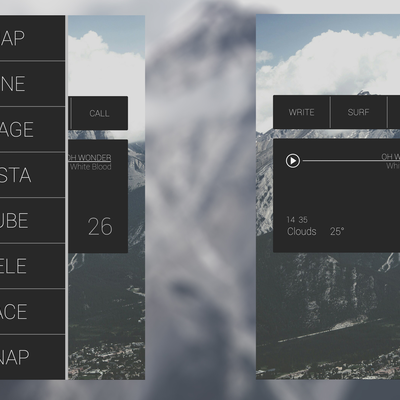 AP
NE
AGE
STA
UBE
ELE
ACE
NAP
CALL
OH WONDER
White Blood
26
WRITE
SURF
OH W
Whi
14 35
Clouds 25°